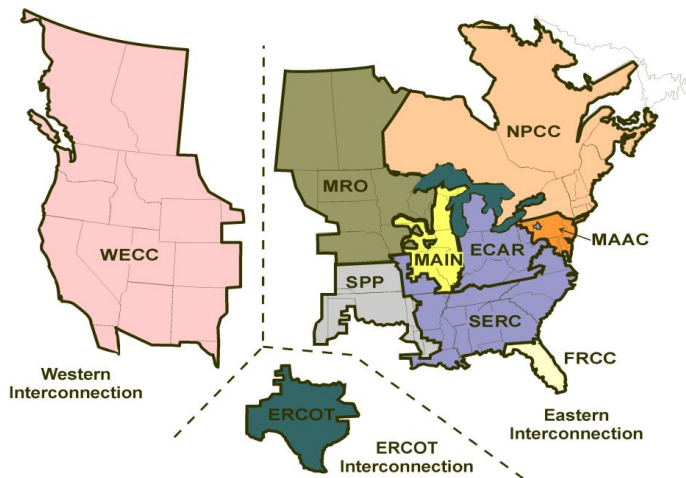 NPCC
MRO
MAAC
WECC
MAIN
ECAR
SPP
SERC
FRCC
Western
Interconnection
ERCOT
Eastern
Interconnection
ERCOT
Interconnection